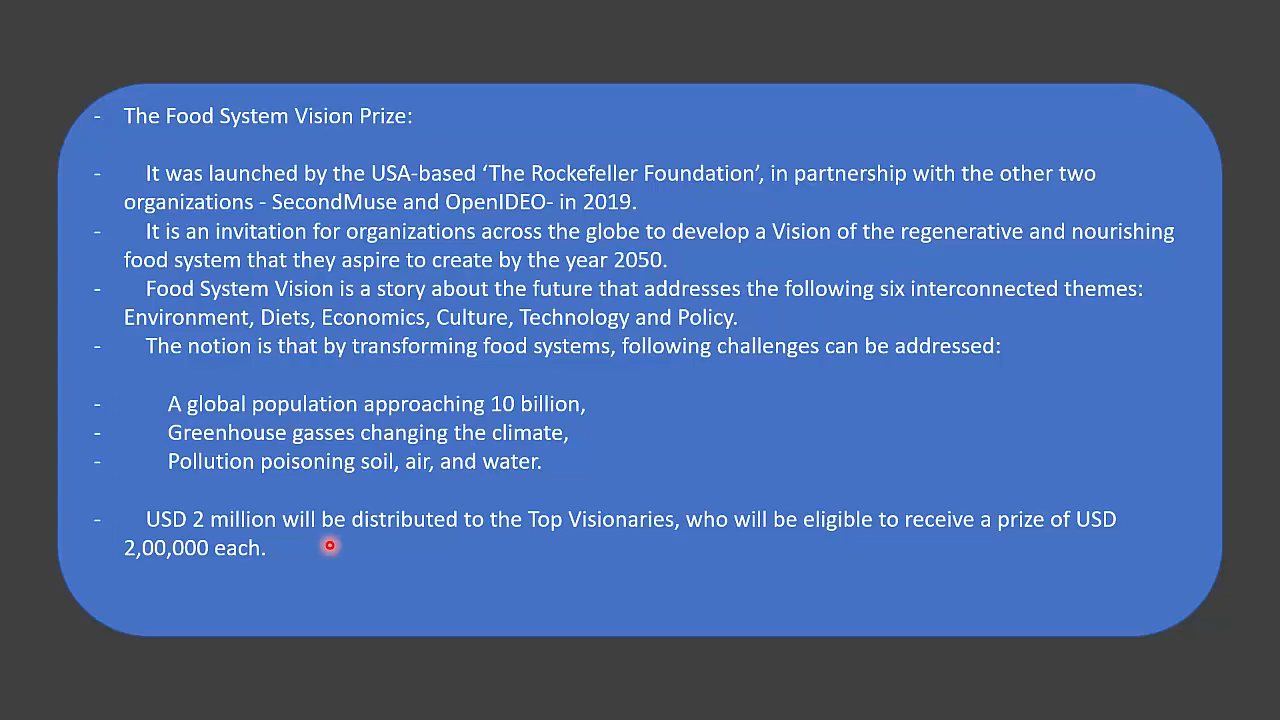 - The Food System Vision Prize:
- It was launched by the USA-based ‘The Rockefeller Foundation’, in partnership with the other two
organizations - SecondMuse and OpenIDEO- in 2019.
- It is an invitation for organizations across the globe to develop a Vision of the regenerative and nourishing
food system that they aspire to create by the year 2050.
- Food System Vision is a story about the future that addresses the following six interconnected themes:
Environment, Diets, Economics, Culture, Technology and Policy.
- The notion is that by transforming food systems, following challenges can be addressed:
- A global population approaching 10 billion,
- Greenhouse gasses changing the climate,
- Pollution poisoning soil, air, and water.
- USD 2 million will be distributed to the Top Visionaries, who will be eligible to receive a prize of USD
2,00,000 each.